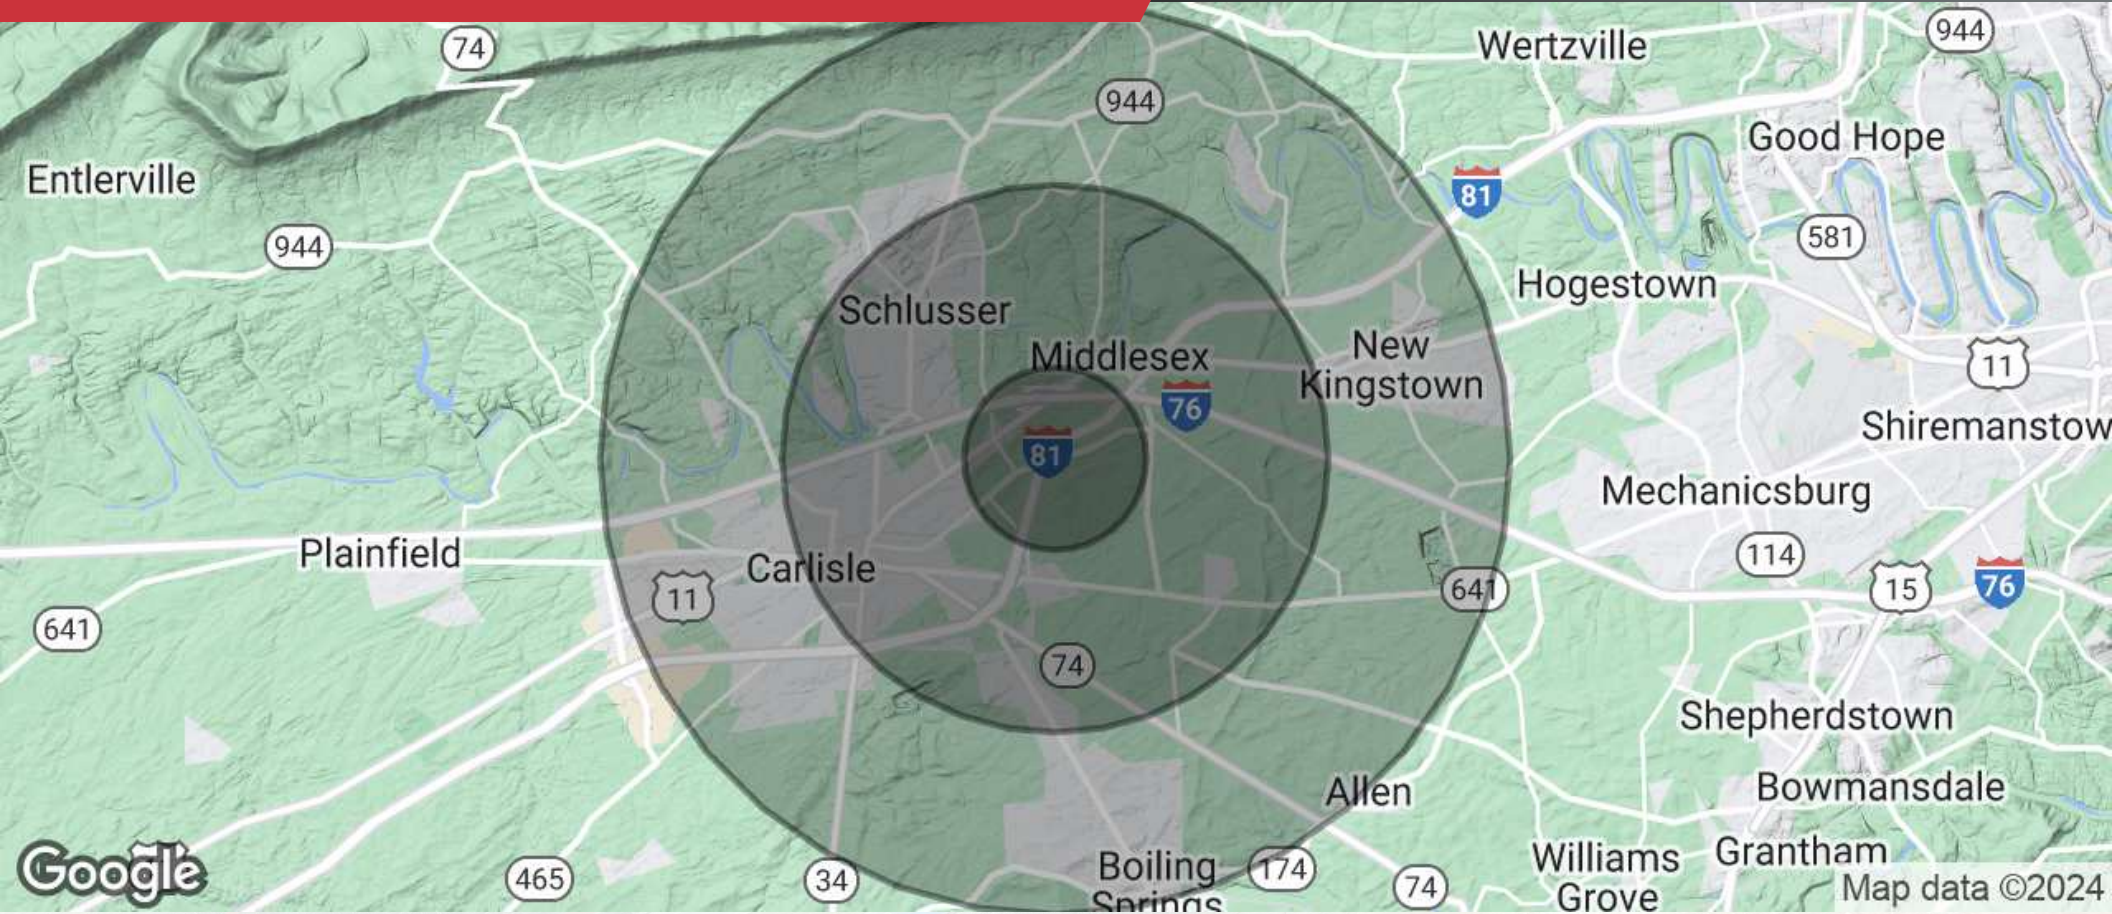 74
944
Wertzville
944
Good Hope
Entlerville
81
944
581
Schlusser
Hogestown
Middlesex
New
Kingstown
11
76
Shiremanstow
81
Mechanicsburg
Plainfield
Carlisle
114
11
641
15
76
641
74
Shepherdstown
Allen
Bowmansdale
Google
465
34
Boiling
Springs
174
74
Williams
Grove
Grantham
Map data ©2024